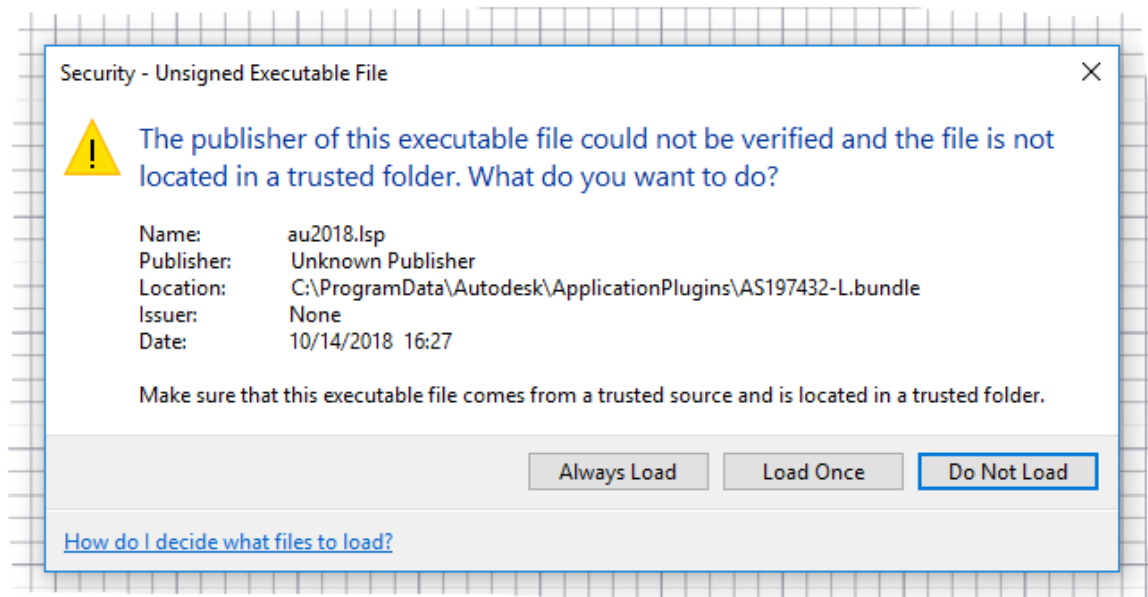 Security - Unsigned Executable File
The publisher of this executable file could not be verified and the file is not
located in a trusted folder. What do you want to do?
Name: au2018.lsp
Publisher: Unknown Publisher
Location: C:\ProgramData\Autodesk\ApplicationPlugins\AS197432-L.bundle
Issuer: None
Date: 10/14/2018 16:27
Make sure that this executable file comes from a trusted source and is located in a trusted folder.
Always Load Load Once Do Not Load
How do I decide what files to load?